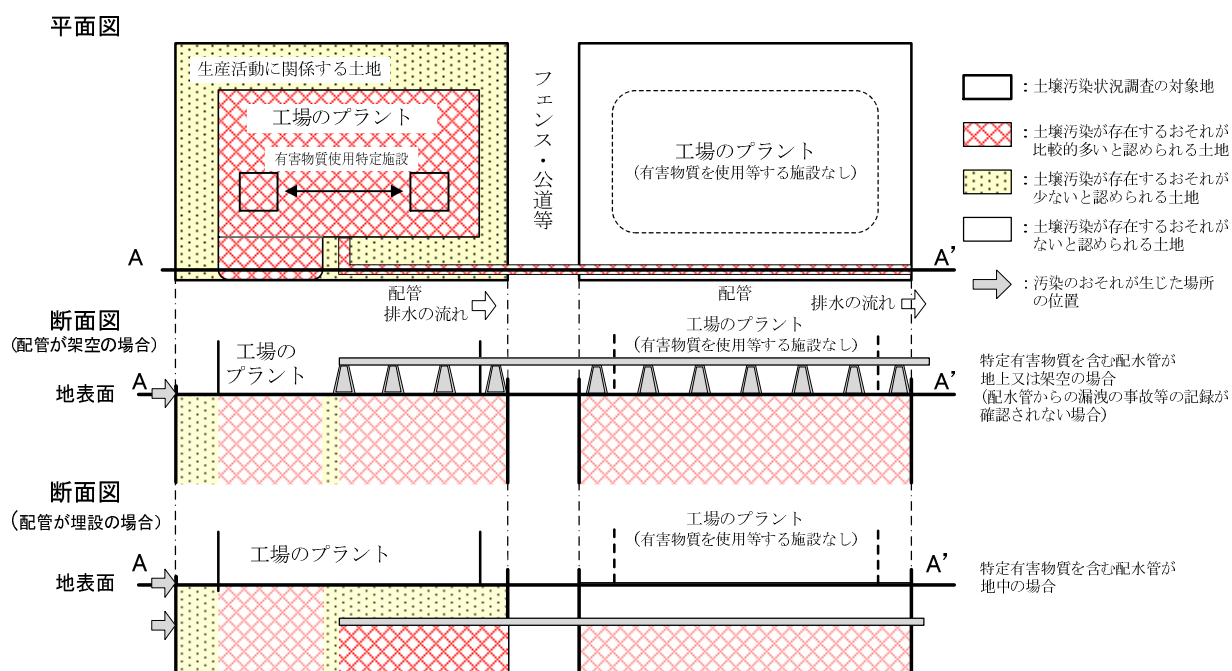 平面図
生産活動に関係する土地
工場のプラント
有害物質使用特定施設
フェンス・公道等
工場のプラント
(有害物質を使用等する施設なし)
：土壌汚染状況調査の対象地
：土壌汚染が存在するおそれが
比較的多いと認められる土地
：土壌汚染が存在するおそれが
少ないと認められる土地
：土壌汚染が存在するおそれが
ないと認められる土地
：汚染のおそれが生じた場所
の位置
A
A’
配管
排水の流れ
配管
排水の流れ
断面図
(配管が架空の場合)
工場の
プラント
工場のプラント
(有害物質を使用等する施設なし)
A
A’
地表面
特定有害物質を含む配水管が
地上又は架空の場合
(配水管からの漏洩の事故等の記録が
確認されない場合)
断面図
(配管が埋設の場合)
工場のプラント
工場のプラント
(有害物質を使用等する施設なし)
A
A’
地表面
特定有害物質を含む配水管が
地中の場合